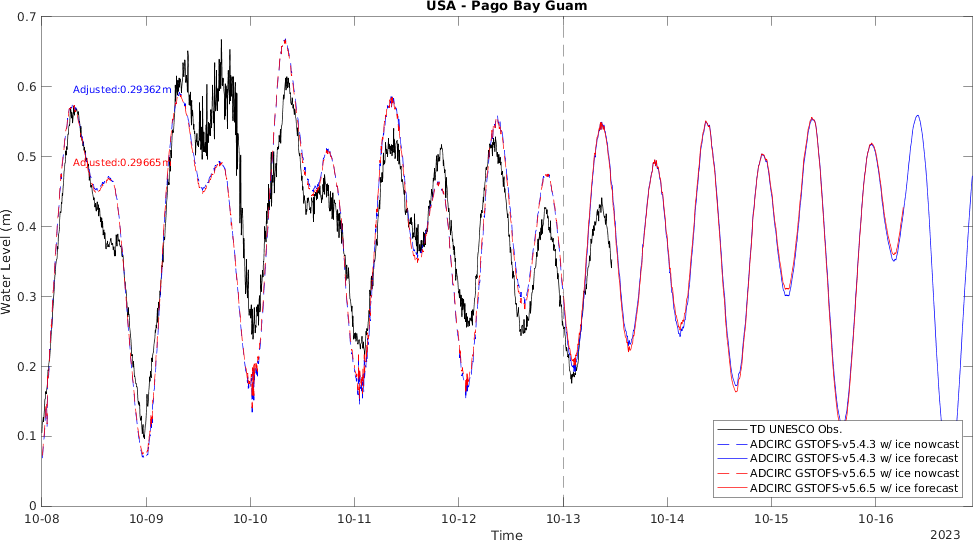 USA - Pago Bay Guam
0.7
0.6
0.5
0.4
0.3
0.2
0.1
0
Water Level (m)
Adjusted:0.29362m
Adjusted:0.29665m
TD UNESCO Obs.
ADCIRC GSTOFS-v5.4.3 w/ ice nowcast
ADCIRC GSTOFS-v5.4.3 w/ ice forecast
ADCIRC GSTOFS-v5.6.5 w/ ice nowcast
ADCIRC GSTOFS-v5.6.5 w/ ice forecast
10-08 10-09 10-10 10-11 10-12 10-13 10-14 10-15 10-16
Time
2023